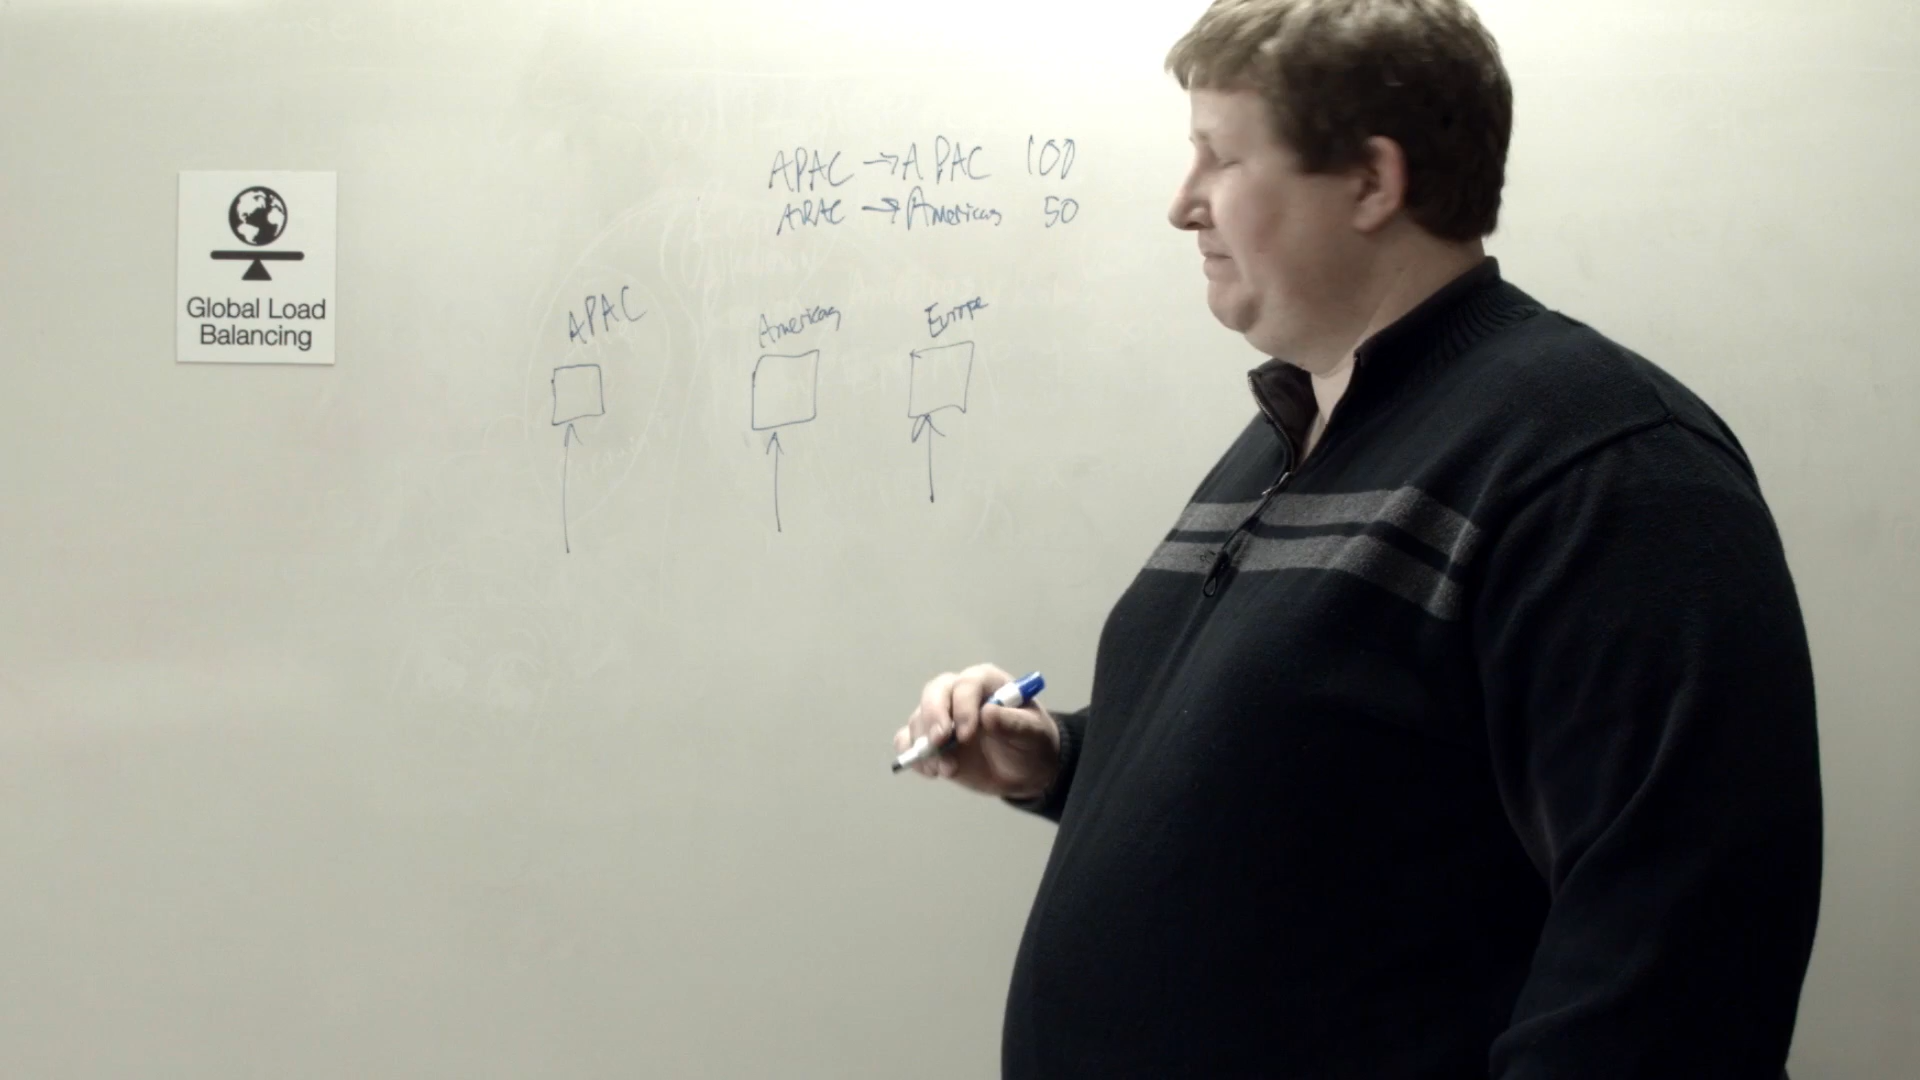 APAC → APAC 100
APAC → Americas 50
Global Load
Balancing
APAC
Americas
Europe